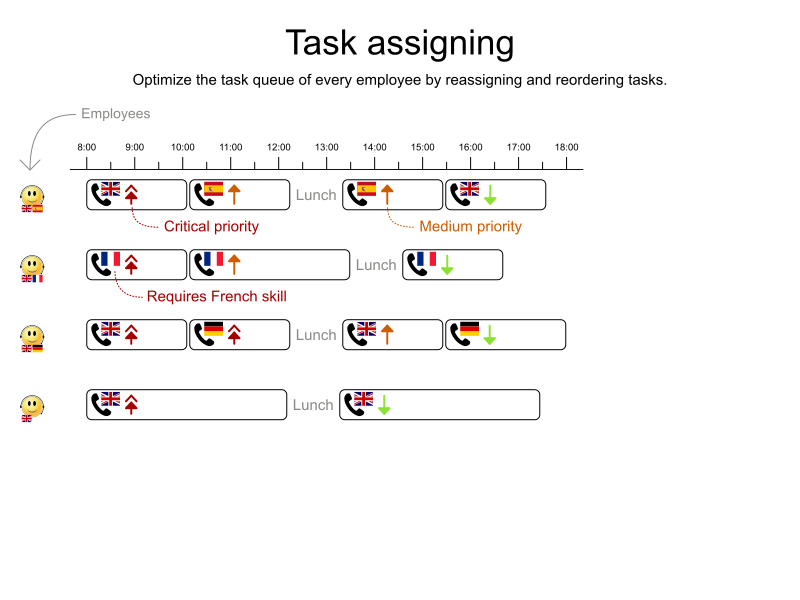 Task assigning
Optimize the task queue of every employee by reassigning and reordering tasks.
Employees
8:00 9:00 10:00 11:00 12:00 13:00 14:00 15:00 16:00 17:00 18:00
Lunch
Critical priority Medium priority
Lunch
Requires French skill
Lunch
Lunch